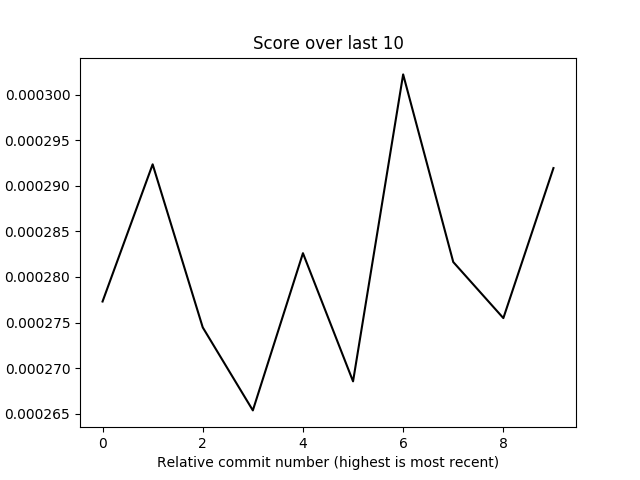 Score over last 10
0.000300
0.000295
0.000290
0.000285
0.000280
0.000275
0.000270
0.000265
0 2 4 6 8
Relative commit number (highest is most recent)